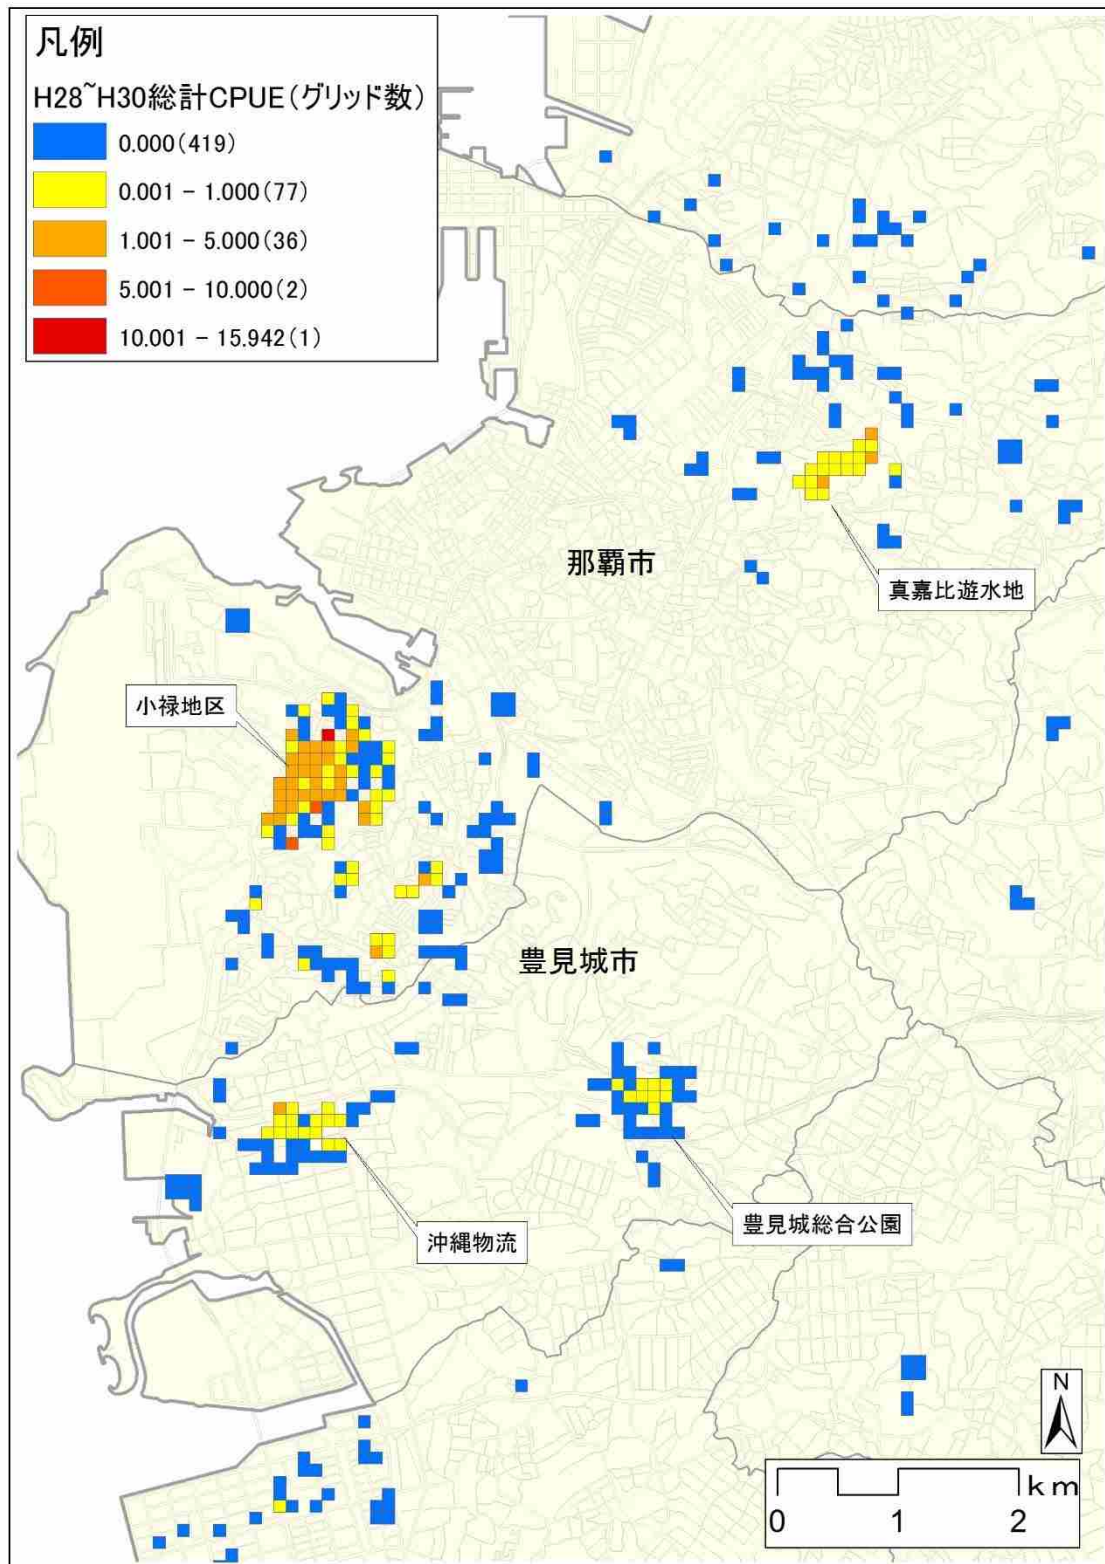 凡例
H28~H30総計CPUE(グリッド数)
0.000(419)
0.001 − 1.000(77)
1.001 − 5.000(36)
5.001 − 10.000(2)
10.001 − 15.942(1)
那覇市
真嘉比遊水地
小禄地区
豊見城市
豊見城総合公園
沖縄物流
N
km
0 1 2